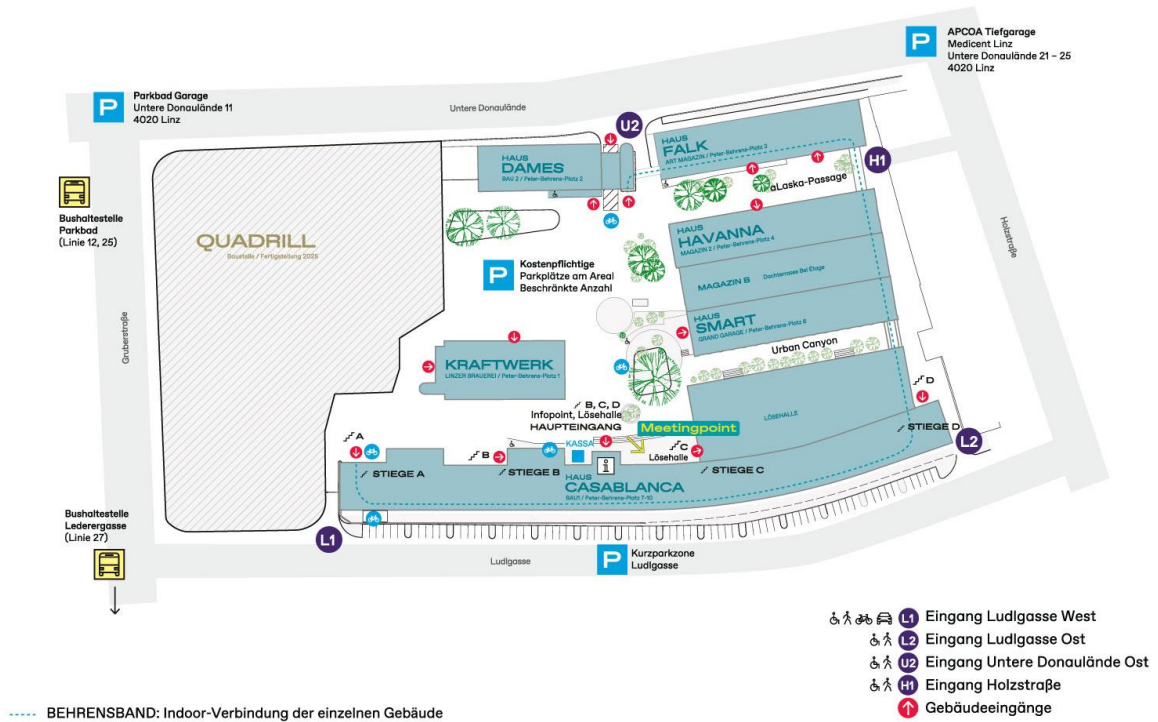 P
APCOA Tiefgarage
Medicent Linz
Untere Donaulände 21 – 25
4020 Linz
P
Parkbad Garage
Untere Donaulände 11
4020 Linz
Untere Donaulände
U2
HAUS
FALK
ART MAGAZIN / Peter-Behrens-Platz 3
HAUS
DAMES
BAU 2 / Peter-Behrens-Platz 2
H1
aLaska-Passage
Bushaltestelle
Parkbad
(Linie 12, 25)
QUADRILL
Baustelle / Fertigstellung 2025
HAUS
HAVANNA
MAGAZIN 2 / Peter-Behrens-Platz 4
Holzstraße
P
Kostenpflichtige
Parkplätze am Areal
Beschränkte Anzahl
MAGAZIN B
Dachterrasse Bel Etage
HAUS
SMART
GRAND GARAGE / Peter-Behrens-Platz 6
Gruberstraße
Urban Canyon
KRAFTWERK
LINZER BRAUEREI / Peter-Behrens-Platz 1
B, C, D
Infopoint, Lösehalle
HAUPTEINGANG
LÖSEHALLE
D
Meetingpoint
A
B
KASSA
C
Lösehalle
STIEGE D
L2
STIEGE A
STIEGE B
i
STIEGE C
HAUS
CASABLANCA
BAU1 / Peter-Behrens-Platz 7-10
Bushaltestelle
Lederergasse
(Linie 27)
L1
Ludlgasse
P
Kurzparkzone
Ludlgasse
L1 Eingang Ludlgasse West
L2 Eingang Ludlgasse Ost
U2 Eingang Untere Donaulände Ost
H1 Eingang Holzstraße
Gebäudeeingänge
BEHRENSBAND: Indoor-Verbindung der einzelnen Gebäude